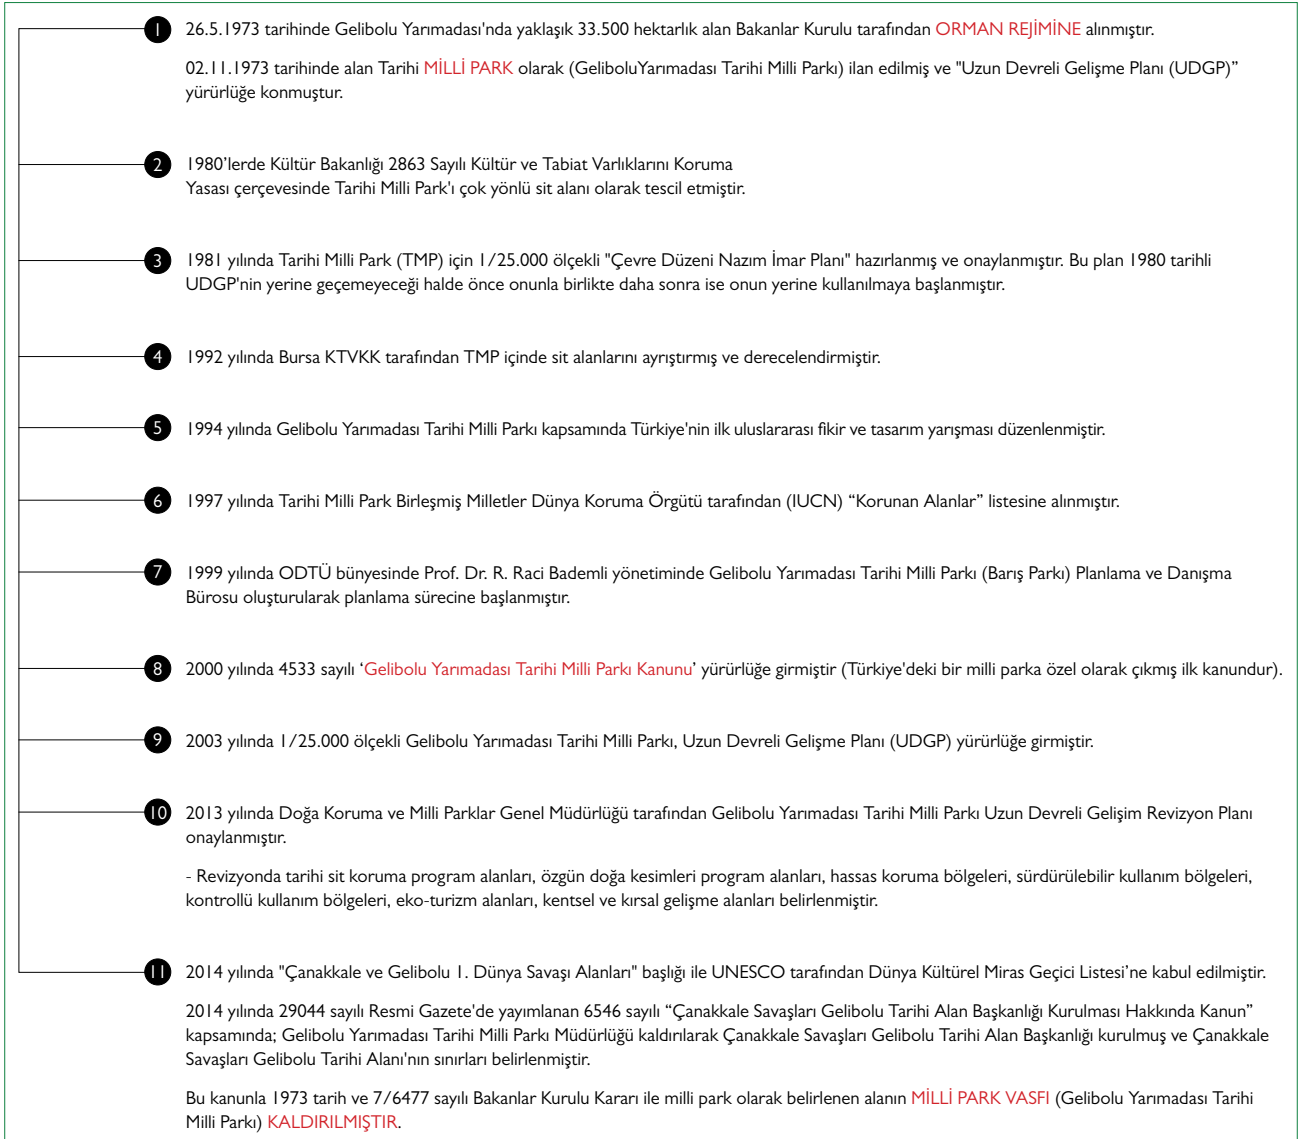 1 26.5.1973 tarihinde Gelibolu Yarımadası'nda yaklaşık 33.500 hektarlık alan Bakanlar Kurulu tarafından ORMAN REJİMİNE alınmıştır.
02.11.1973 tarihinde alan Tarihi MİLLİ PARK olarak (GeliboluYarımadası Tarihi Milli Parkı) ilan edilmiş ve "Uzun Devreli Gelişme Planı (UDGP)”
yürürlüğe konmuştur.
2 1980’lerde Kültür Bakanlığı 2863 Sayılı Kültür ve Tabiat Varlıklarını Koruma
Yasası çerçevesinde Tarihi Milli Park'ı çok yönlü sit alanı olarak tescil etmiştir.
3 1981 yılında Tarihi Milli Park (TMP) için 1/25.000 ölçekli "Çevre Düzeni Nazım İmar Planı" hazırlanmış ve onaylanmıştır. Bu plan 1980 tarihli
UDGP'nin yerine geçemeyeceği halde önce onunla birlikte daha sonra ise onun yerine kullanılmaya başlanmıştır.
4 1992 yılında Bursa KTVKK tarafından TMP içinde sit alanlarını ayrıştırmış ve derecelendirmiştir.
5 1994 yılında Gelibolu Yarımadası Tarihi Milli Parkı kapsamında Türkiye'nin ilk uluslararası fikir ve tasarım yarışması düzenlenmiştir.
6 1997 yılında Tarihi Milli Park Birleşmiş Milletler Dünya Koruma Örgütü tarafından (IUCN) “Korunan Alanlar” listesine alınmıştır.
7 1999 yılında ODTÜ bünyesinde Prof. Dr. R. Raci Bademli yönetiminde Gelibolu Yarımadası Tarihi Milli Parkı (Barış Parkı) Planlama ve Danışma
Bürosu oluşturularak planlama sürecine başlanmıştır.
8 2000 yılında 4533 sayılı ‘Gelibolu Yarımadası Tarihi Milli Parkı Kanunu’ yürürlüğe girmiştir (Türkiye'deki bir milli parka özel olarak çıkmış ilk kanundur).
9 2003 yılında 1/25.000 ölçekli Gelibolu Yarımadası Tarihi Milli Parkı, Uzun Devreli Gelişme Planı (UDGP) yürürlüğe girmiştir.
10 2013 yılında Doğa Koruma ve Milli Parklar Genel Müdürlüğü tarafından Gelibolu Yarımadası Tarihi Milli Parkı Uzun Devreli Gelişim Revizyon Planı
onaylanmıştır.
- Revizyonda tarihi sit koruma program alanları, özgün doğa kesimleri program alanları, hassas koruma bölgeleri, sürdürülebilir kullanım bölgeleri,
kontrollü kullanım bölgeleri, eko-turizm alanları, kentsel ve kırsal gelişme alanları belirlenmiştir.
11 2014 yılında "Çanakkale ve Gelibolu 1. Dünya Savaşı Alanları" başlığı ile UNESCO tarafından Dünya Kültürel Miras Geçici Listesi’ne kabul edilmiştir.
2014 yılında 29044 sayılı Resmi Gazete'de yayımlanan 6546 sayılı “Çanakkale Savaşları Gelibolu Tarihi Alan Başkanlığı Kurulması Hakkında Kanun”
kapsamında; Gelibolu Yarımadası Tarihi Milli Parkı Müdürlüğü kaldırılarak Çanakkale Savaşları Gelibolu Tarihi Alan Başkanlığı kurulmuş ve Çanakkale
Savaşları Gelibolu Tarihi Alanı'nın sınırları belirlenmiştir.
Bu kanunla 1973 tarih ve 7/6477 sayılı Bakanlar Kurulu Kararı ile milli park olarak belirlenen alanın MİLLİ PARK VASFI (Gelibolu Yarımadası Tarihi
Milli Parkı) KALDIRILMIŞTIR.